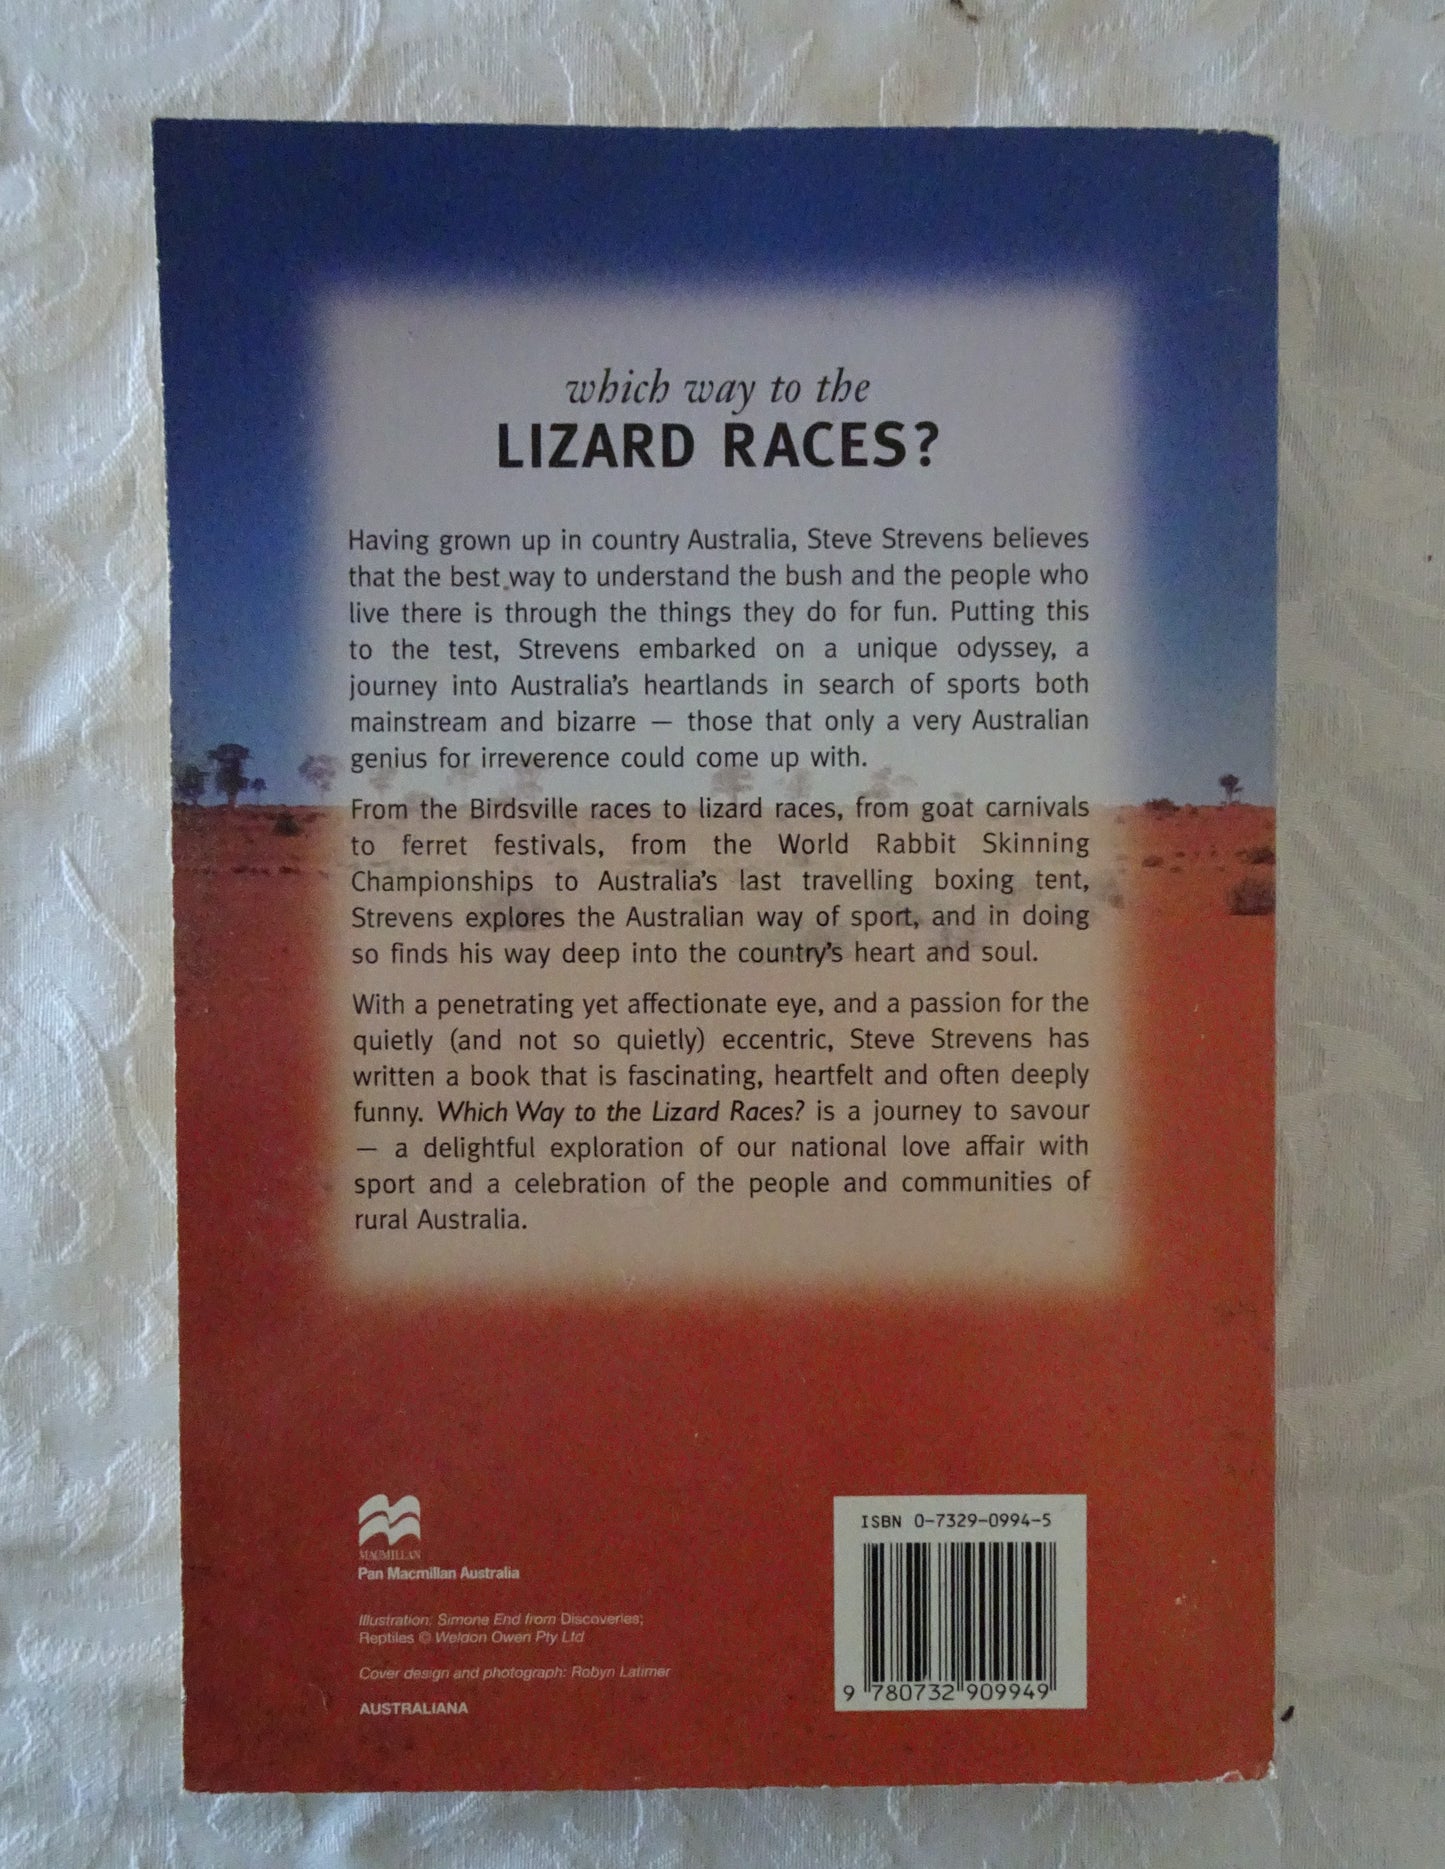 which way to the
LIZARD RACES?
Having grown up in country Australia, Steve Strevens believes
that the best way to understand the bush and the people who
live there is through the things they do for fun. Putting this
to the test, Strevens embarked on a unique odyssey, a
journey into Australia's heartlands in search of sports both
mainstream and bizarre — those that only a very Australian
genius for irreverence could come up with.
From the Birdsville races to lizard races, from goat carnivals
to ferret festivals, from the World Rabbit Skinning
Championships to Australia's last travelling boxing tent,
Strevens explores the Australian way of sport, and in doing
so finds his way deep into the country's heart and soul.
With a penetrating yet affectionate eye, and a passion for the
quietly (and not so quietly) eccentric, Steve Strevens has
written a book that is fascinating, heartfelt and often deeply
funny. Which Way to the Lizard Races? is a journey to savour
— a delightful exploration of our national love affair with
sport and a celebration of the people and communities of
rural Australia.
MACMILLAN
Pan Macmillan Australia
Illustration: Simone End from Discoveries;
Reptiles © Weldon Owen Pty Ltd
Cover design and photograph: Robyn Latimer
AUSTRALIANA
ISBN 0-7329-0994-5
9 780732 909949